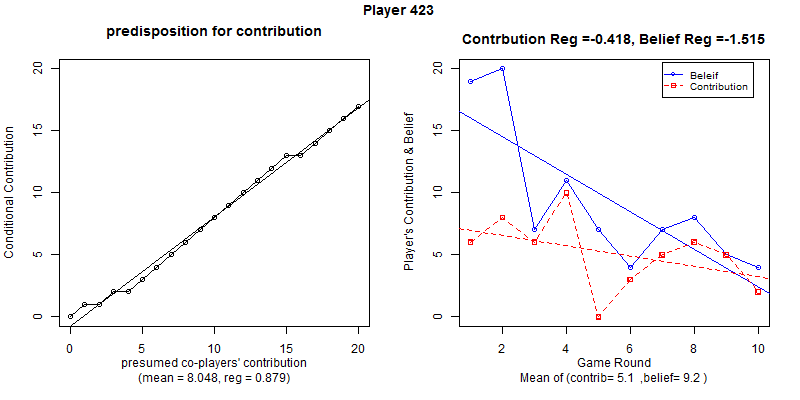 Player 423
predisposition for contribution
Conditional Contribution
0
5
10
15
20
0
5
10
15
20
presumed co-players' contribution
(mean = 8.048, reg = 0.879)
Contrbution Reg =-0.418, Belief Reg =-1.515
Player's Contribution & Belief
0
5
10
15
20
Beleif
Contribution
2
4
6
8
10
Game Round
Mean of (contrib= 5.1 ,belief= 9.2 )